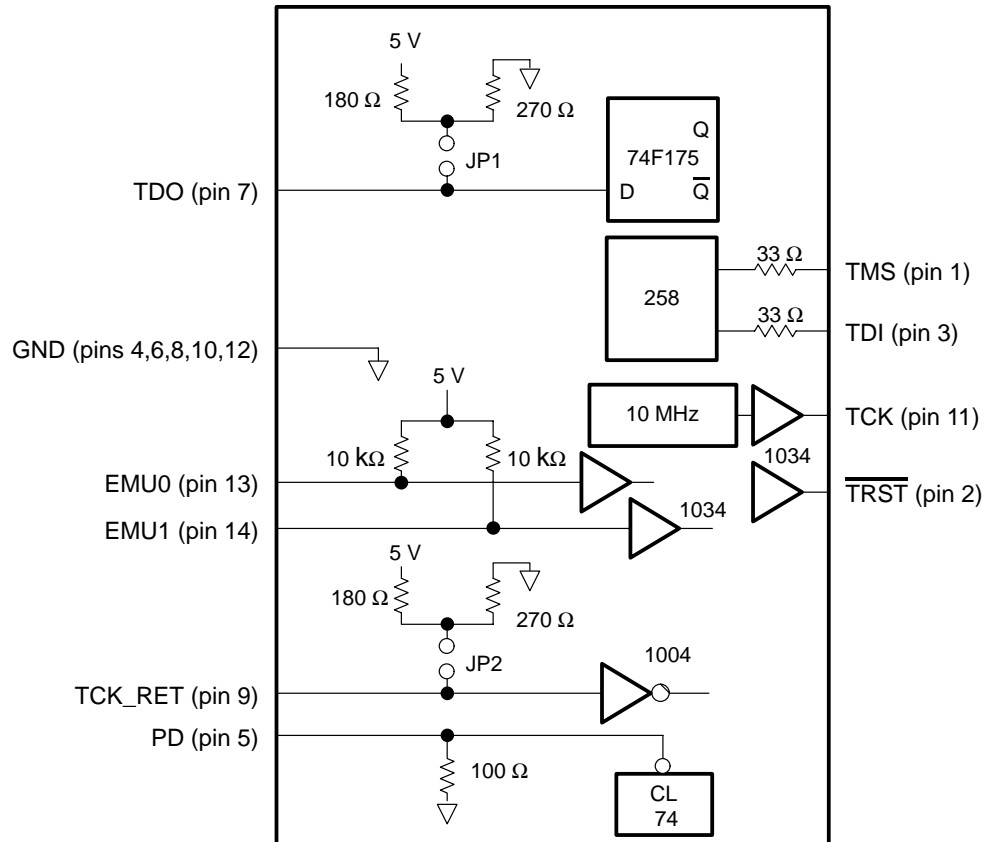 5 V
180 Ω
270 Ω
JP1
Q
74F175
D
Q̅
TDO (pin 7)
258
33 Ω
TMS (pin 1)
33 Ω
TDI (pin 3)
GND (pins 4,6,8,10,12)
5 V
10 kΩ
10 kΩ
10 MHz
TCK (pin 11)
1034
EMU0 (pin 13)
T̅R̅S̅T̅ (pin 2)
1034
EMU1 (pin 14)
5 V
180 Ω
270 Ω
JP2
1004
TCK_RET (pin 9)
PD (pin 5)
100 Ω
CL
74